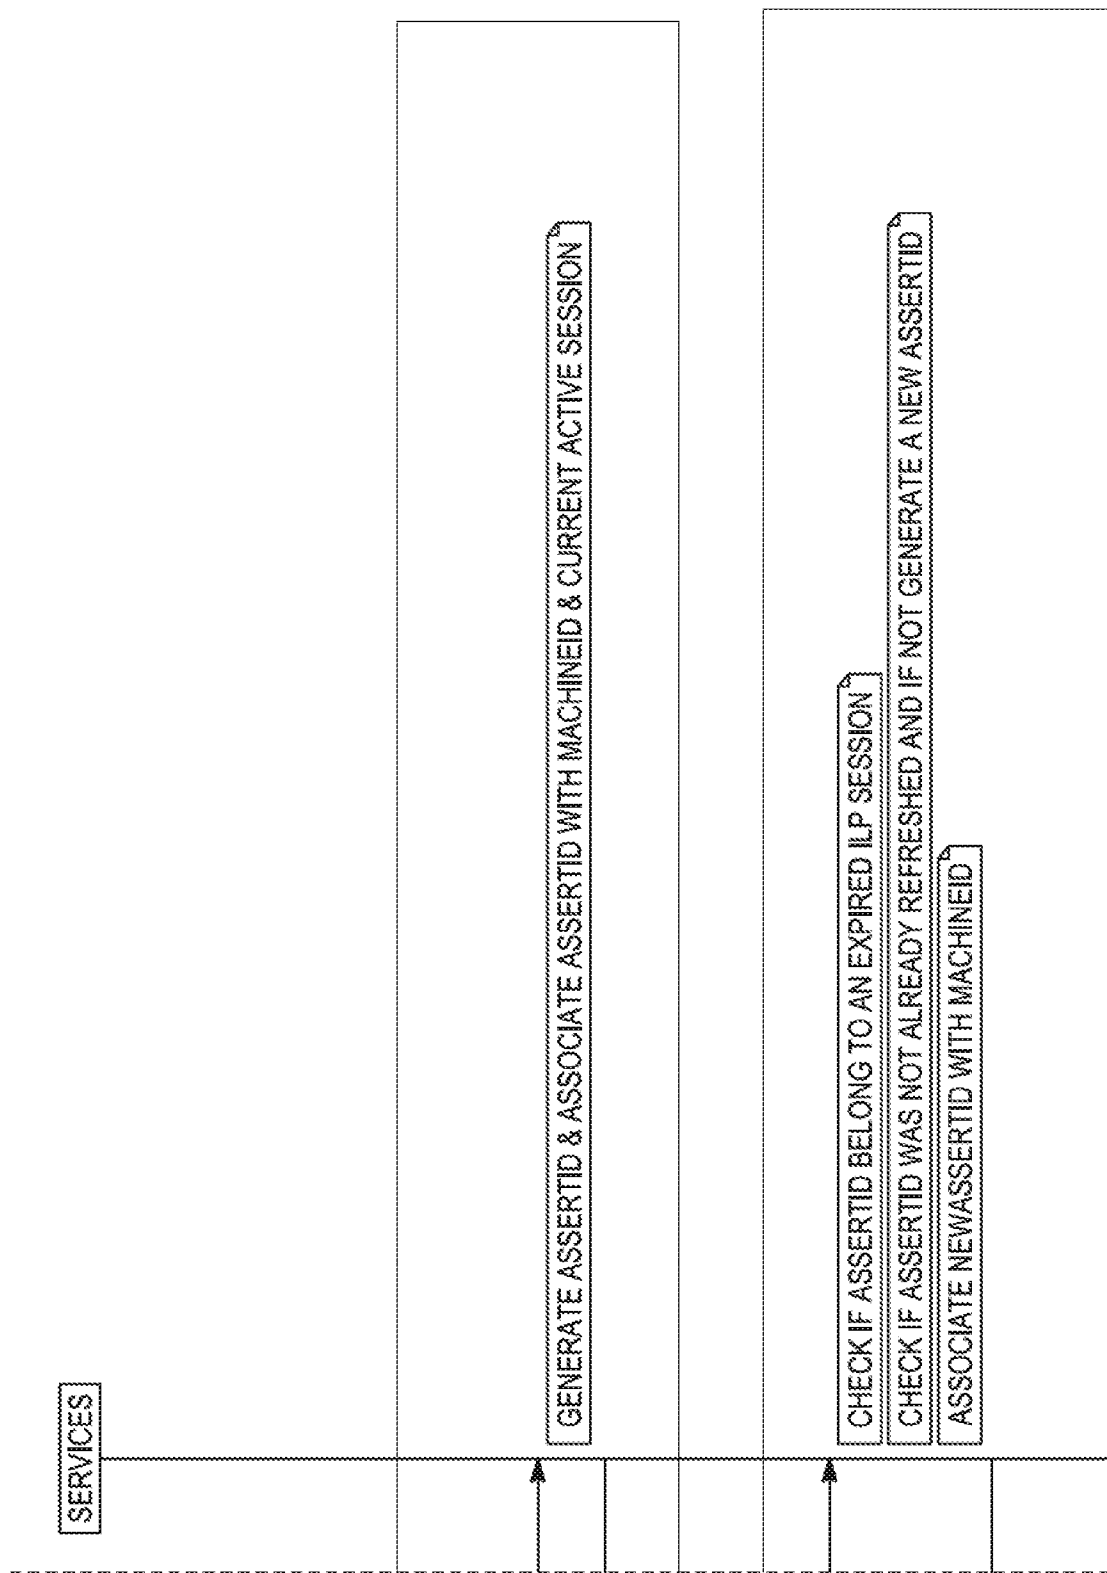 SERVICES
GENERATE ASSERTID & ASSOCIATE ASSERTID WITH MACHINEID & CURRENT ACTIVE SESSION
CHECK IF ASSERTID BELONG TO AN EXPIRED ILP SESSION
CHECK IF ASSERTID WAS NOT ALREADY REFRESHED AND IF NOT GENERATE A NEW ASSERTID
ASSOCIATE NEWASSERTID WITH MACHINEID